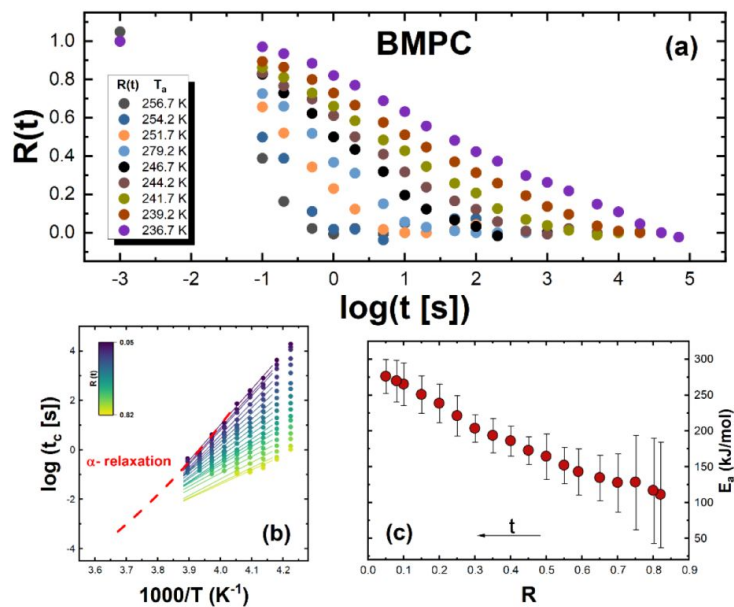 BMPC
(a)
R(t)
1.0
0.8
0.6
0.4
0.2
0.0
R(t) Tₐ
256.7 K
254.2 K
251.7 K
279.2 K
246.7 K
244.2 K
241.7 K
239.2 K
236.7 K
-3 -2 -1 0 1 2 3 4 5
log(t [s])
log (t_c [s])
4
2
0
-2
-4
R (t)
0.05
0.82
α- relaxation
(b)
3.6 3.7 3.8 3.9 4.0 4.1 4.2
1000/T (K⁻¹)
(c)
t
300
250
200
150
100
50
Eₐ (kJ/mol)
0.0 0.1 0.2 0.3 0.4 0.5 0.6 0.7 0.8 0.9
R